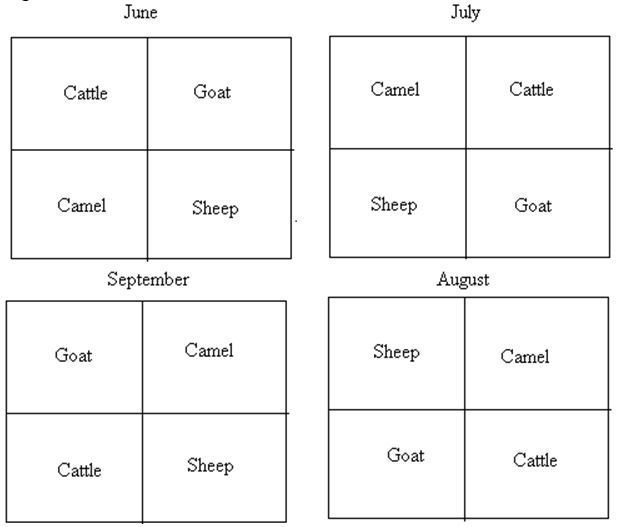 June
July
Cattle Goat
Camel Cattle
Camel Sheep
Sheep Goat
September
August
Goat Camel
Sheep Camel
Cattle Sheep
Goat Cattle